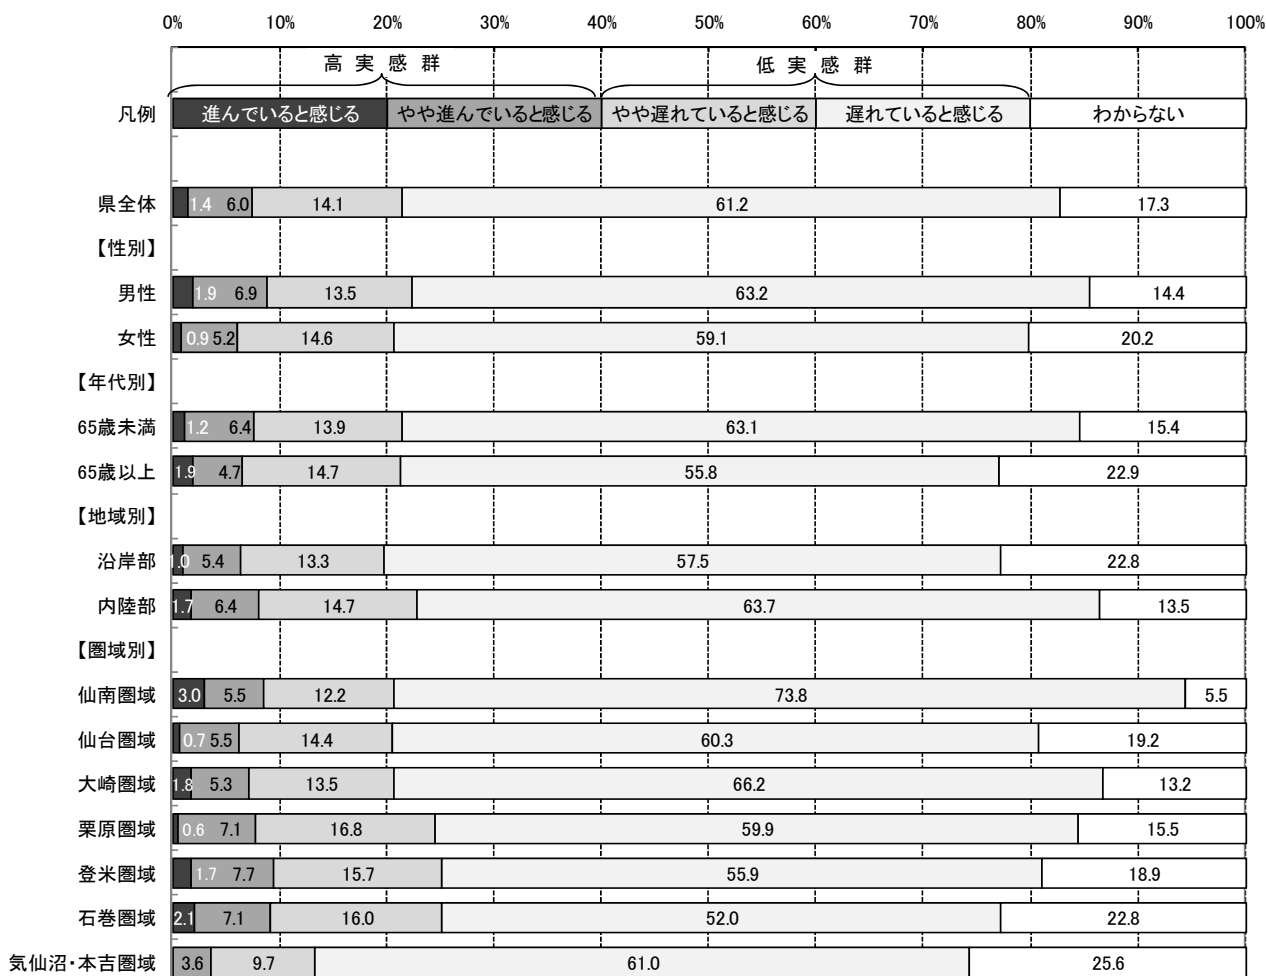 0% 10% 20% 30% 40% 50% 60% 70% 80% 90% 100%
高実感群 低実感群
凡例 進んでいると感じる やや進んでいると感じる やや遅れていると感じる 遅れていると感じる わからない
県全体 1.4 6.0 14.1 61.2 17.3
【性別】
男性 1.9 6.9 13.5 63.2 14.4
女性 0.9 5.2 14.6 59.1 20.2
【年代別】
65歳未満 1.2 6.4 13.9 63.1 15.4
65歳以上 1.9 4.7 14.7 55.8 22.9
【地域別】
沿岸部 1.0 5.4 13.3 57.5 22.8
内陸部 1.7 6.4 14.7 63.7 13.5
【圏域別】
仙南圏域 3.0 5.5 12.2 73.8 5.5
仙台圏域 0.7 5.5 14.4 60.3 19.2
大崎圏域 1.8 5.3 13.5 66.2 13.2
栗原圏域 0.6 7.1 16.8 59.9 15.5
登米圏域 1.7 7.7 15.7 55.9 18.9
石巻圏域 2.1 7.1 16.0 52.0 22.8
気仙沼・本吉圏域 3.6 9.7 61.0 25.6